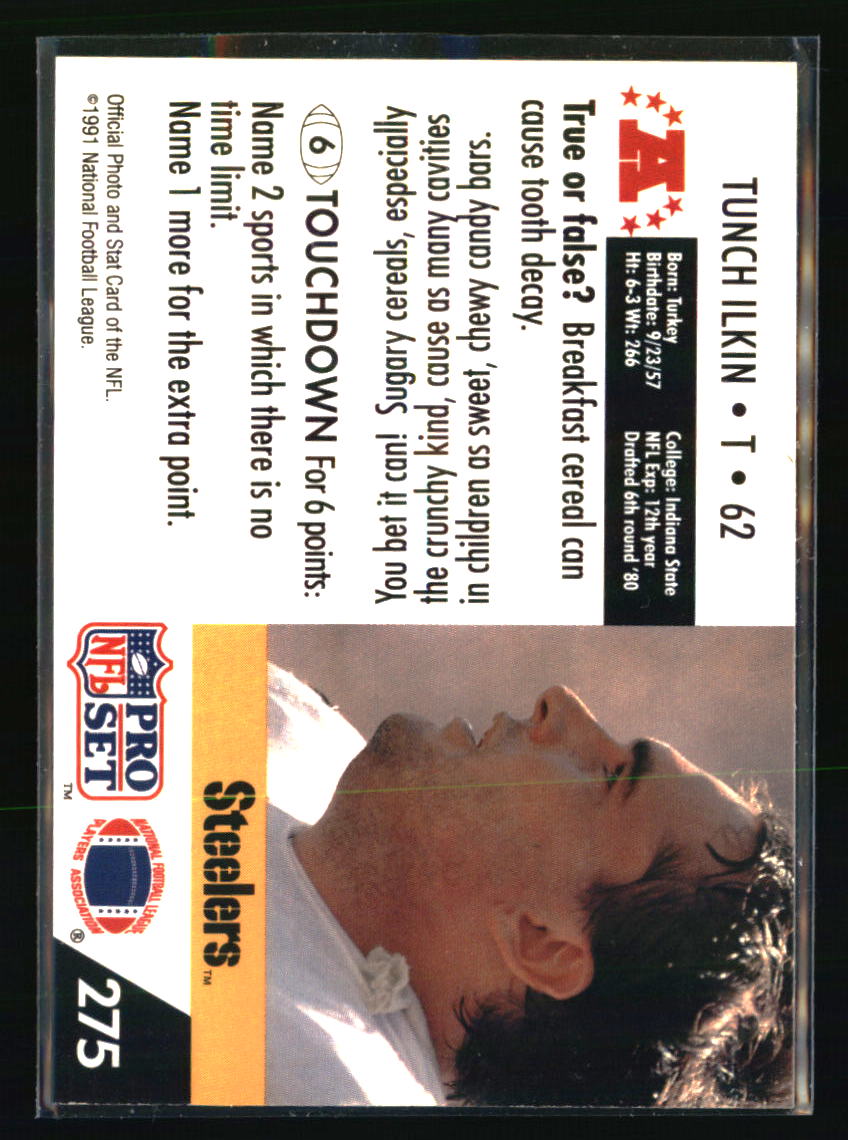 TUNCH ILKIN • T • 62
A
Born: Turkey
Birthdate: 9/23/57
Ht: 6-3 Wt: 266
College: Indiana State
NFL Exp: 12th year
Drafted 6th round '80
True or false? Breakfast cereal can
cause tooth decay.
You bet it can! Sugary cereals, especially
the crunchy kind, cause as many cavities
in children as sweet, chewy candy bars.
6 TOUCHDOWN For 6 points:
Name 2 sports in which there is no
time limit.
Name 1 more for the extra point.
Official Photo and Stat Card of the NFL.
©1991 National Football League.
Steelers™
PRO
NFL SET™
NATIONAL FOOTBALL LEAGUE
PLAYERS ASSOCIATION®
275